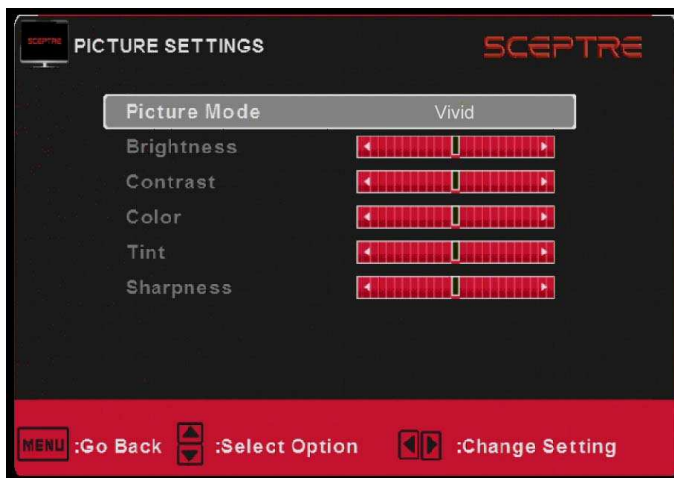 SCEPTRE
PICTURE SETTINGS
SCEPTRE
Picture Mode Vivid
Brightness
Contrast
Color
Tint
Sharpness
MENU :Go Back :Select Option :Change Setting